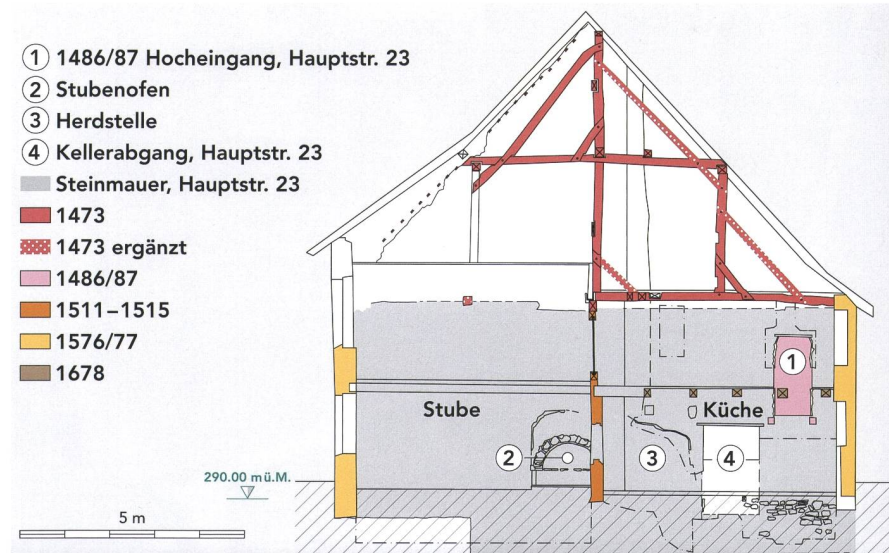 1 1486/87 Hocheingang, Hauptstr. 23
2 Stubenofen
3 Herdstelle
4 Kellerabgang, Hauptstr. 23
Steinmauer, Hauptstr. 23
1473
1473 ergänzt
1486/87
1511–1515
1576/77
1678
1
Stube
Küche
2
3
4
290.00 mü.M.
5 m